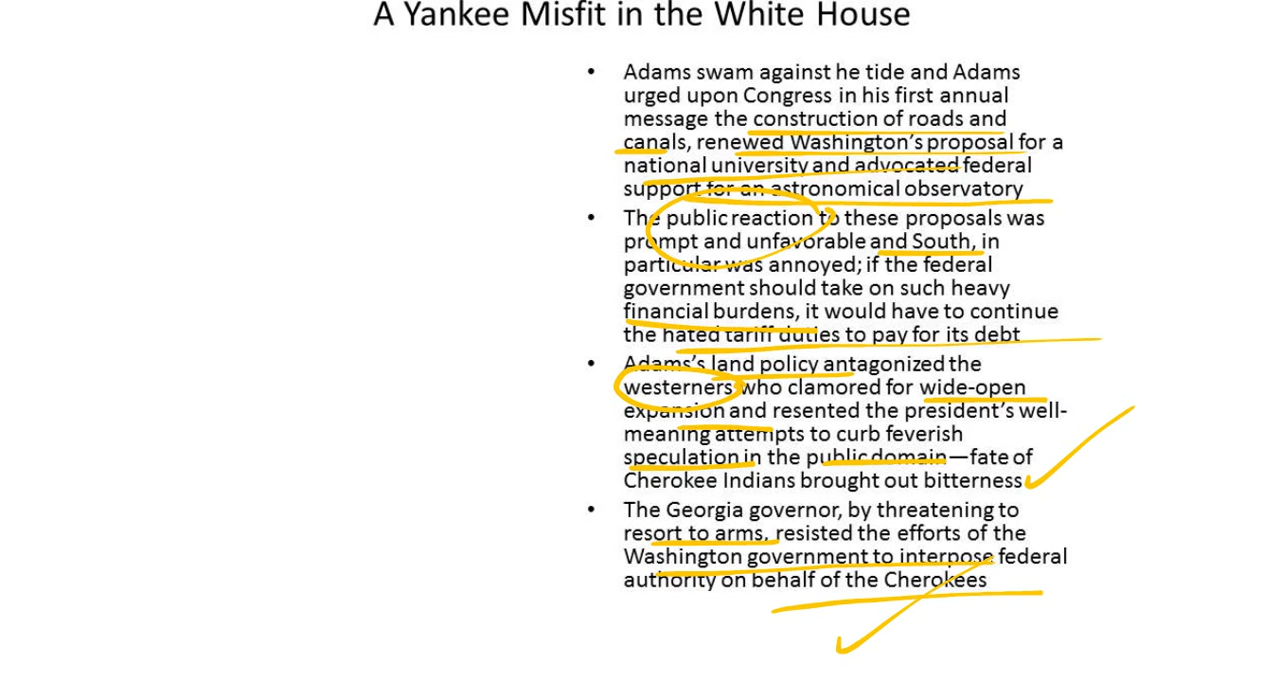 A Yankee Misfit in the White House
• Adams swam against he tide and Adams
urged upon Congress in his first annual
message the construction of roads and
canals, renewed Washington's proposal for a
national university and advocated federal
support for an astronomical observatory
• The public reaction to these proposals was
prompt and unfavorable and South, in
particular was annoyed; if the federal
government should take on such heavy
financial burdens, it would have to continue
the hated tariff duties to pay for its debt
• Adams's land policy antagonized the
westerners who clamored for wide-open
expansion and resented the president's well-
meaning attempts to curb feverish
speculation in the public domain—fate of
Cherokee Indians brought out bitterness
• The Georgia governor, by threatening to
resort to arms, resisted the efforts of the
Washington government to interpose federal
authority on behalf of the Cherokees